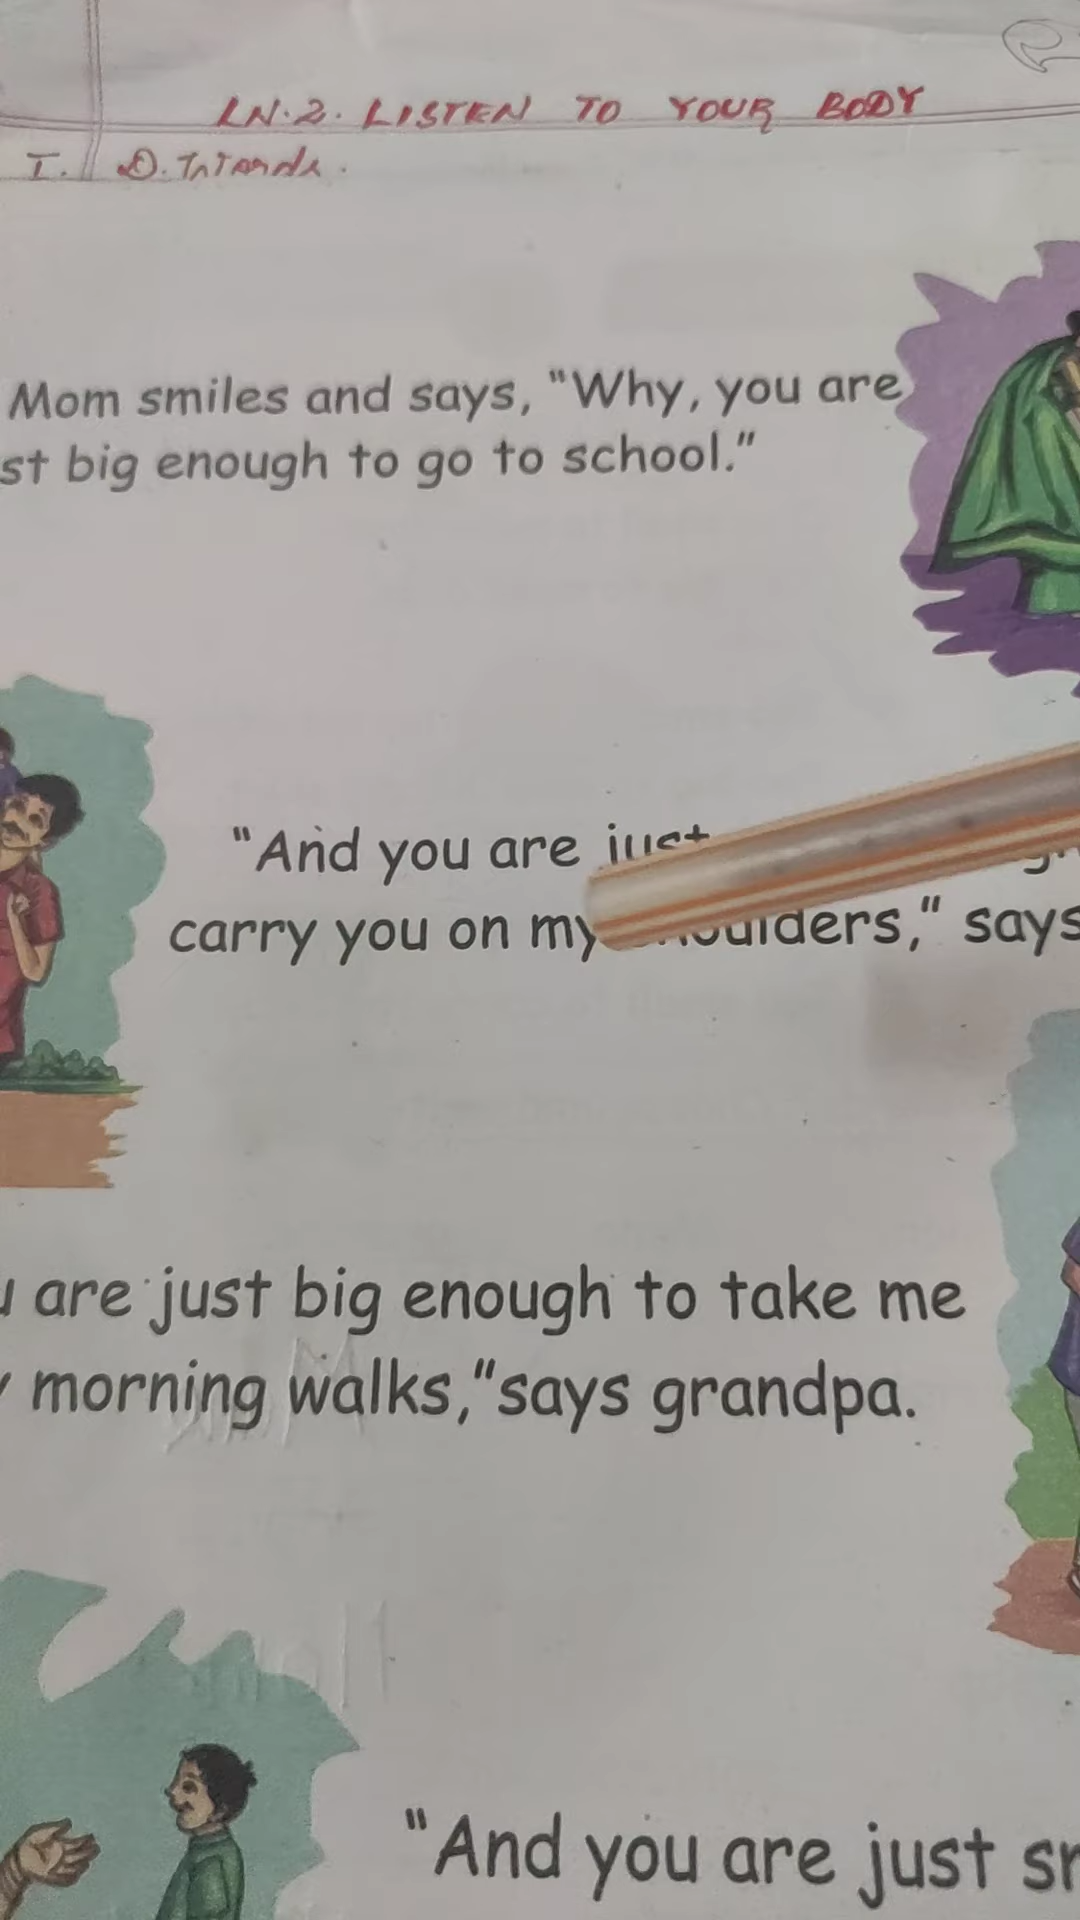 LN.2. LISTEN TO YOUR BODY
I. D.
Mom smiles and says, "Why, you are
st big enough to go to school."
"And you are just
carry you on my shoulders," says
are just big enough to take me
morning walks,"says grandpa.
"And you are just